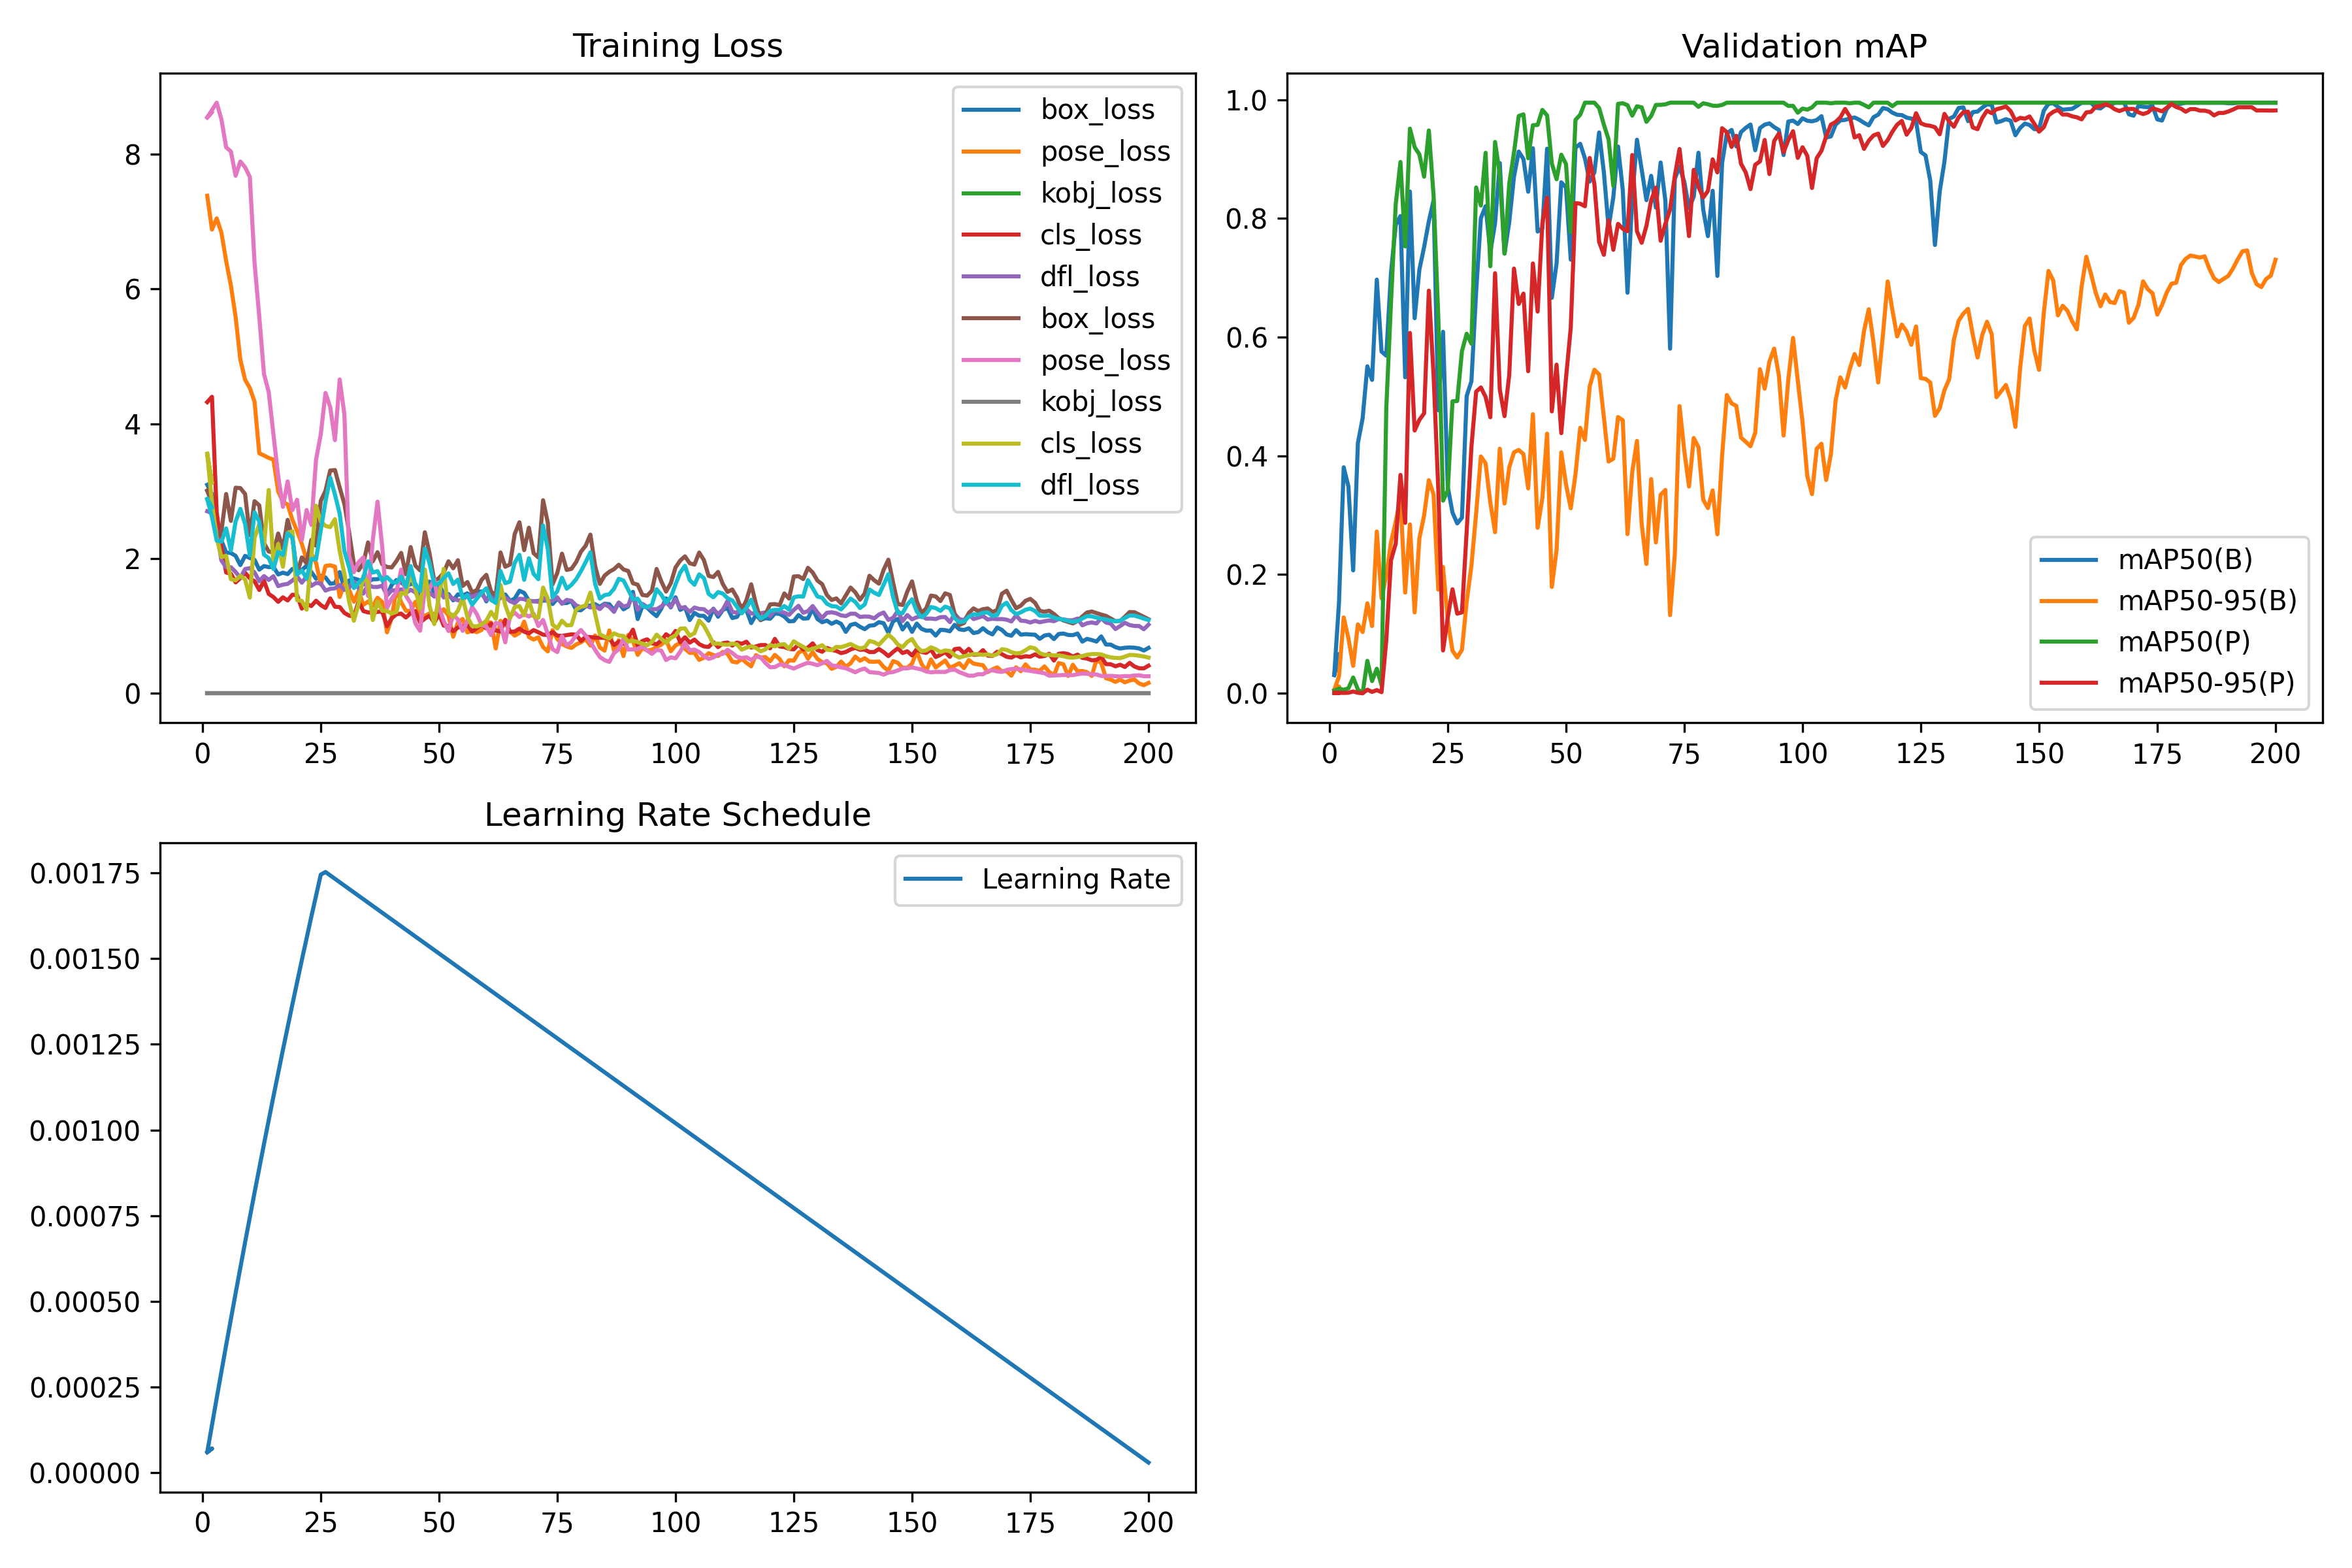 Training Loss
8
6
4
2
0
box_loss
pose_loss
kobj_loss
cls_loss
dfl_loss
box_loss
pose_loss
kobj_loss
cls_loss
dfl_loss
0 25 50 75 100 125 150 175 200
Validation mAP
1.0
0.8
0.6
0.4
0.2
0.0
mAP50(B)
mAP50-95(B)
mAP50(P)
mAP50-95(P)
0 25 50 75 100 125 150 175 200
Learning Rate Schedule
0.00175
0.00150
0.00125
0.00100
0.00075
0.00050
0.00025
0.00000
Learning Rate
0 25 50 75 100 125 150 175 200